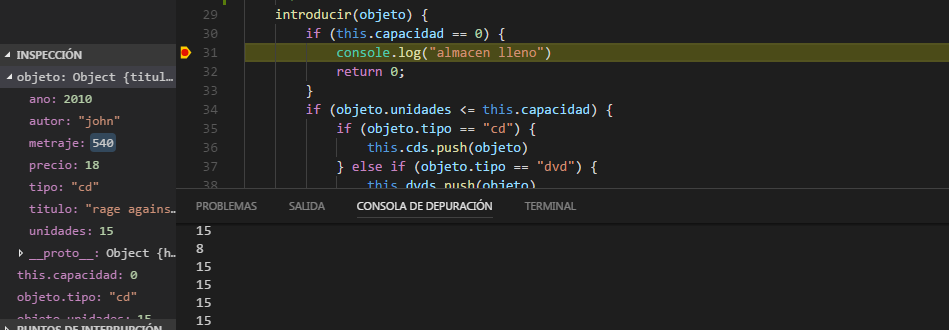 INSPECCIÓN
objeto: Object {titul…
ano: 2010
autor: "john"
metraje: 540
precio: 18
tipo: "cd"
titulo: "rage agains…
unidades: 15
__proto__: Object {h…
this.capacidad: 0
objeto.tipo: "cd"
objeto.unidades: 15
PUNTOS DE INTERRUPCIÓN
29 introducir(objeto) {
30 if (this.capacidad == 0) {
31 console.log("almacen lleno")
32 return 0;
33 }
34 if (objeto.unidades <= this.capacidad) {
35 if (objeto.tipo == "cd") {
36 this.cds.push(objeto)
37 } else if (objeto.tipo == "dvd") {
38 this.dvds.push(objeto)
PROBLEMAS SALIDA CONSOLA DE DEPURACIÓN TERMINAL
15
8
15
15
15
15